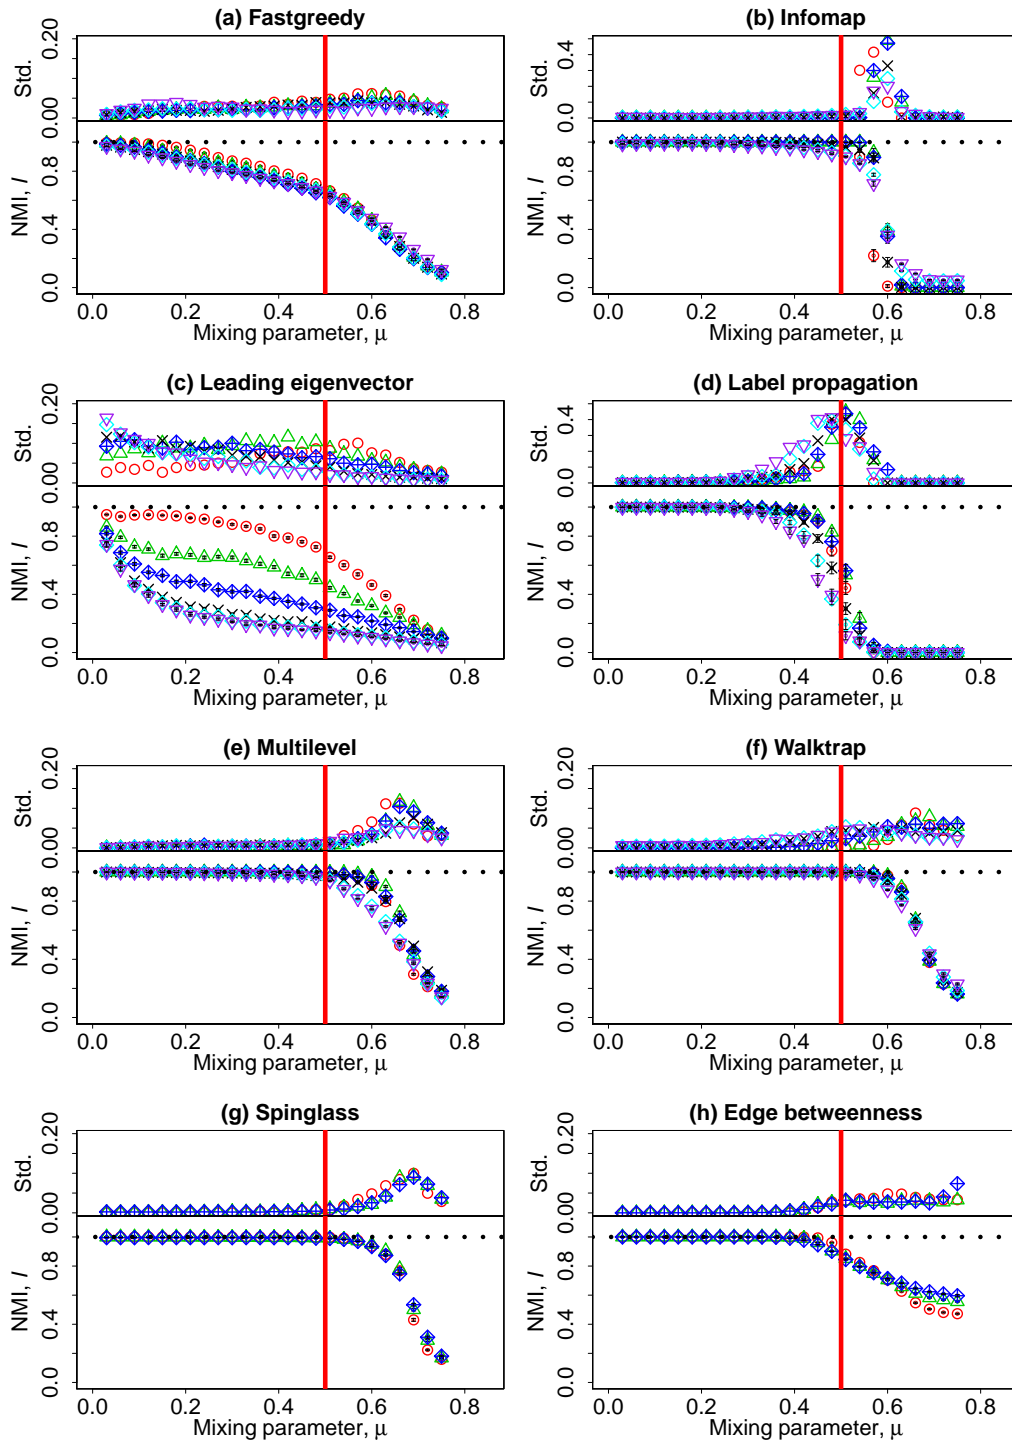 (a) Fastgreedy
Std.
0.00 0.20
NMI, I
0.0 0.4 0.8
0.0 0.2 0.4 0.6 0.8
Mixing parameter, μ
(b) Infomap
Std.
0.0 0.4
NMI, I
0.0 0.4 0.8
0.0 0.2 0.4 0.6 0.8
Mixing parameter, μ
(c) Leading eigenvector
Std.
0.00 0.20
NMI, I
0.0 0.4 0.8
0.0 0.2 0.4 0.6 0.8
Mixing parameter, μ
(d) Label propagation
Std.
0.0 0.4
NMI, I
0.0 0.4 0.8
0.0 0.2 0.4 0.6 0.8
Mixing parameter, μ
(e) Multilevel
Std.
0.00 0.20
NMI, I
0.0 0.4 0.8
0.0 0.2 0.4 0.6 0.8
Mixing parameter, μ
(f) Walktrap
Std.
0.00 0.20
NMI, I
0.0 0.4 0.8
0.0 0.2 0.4 0.6 0.8
Mixing parameter, μ
(g) Spinglass
Std.
0.00 0.20
NMI, I
0.0 0.4 0.8
0.0 0.2 0.4 0.6 0.8
Mixing parameter, μ
(h) Edge betweenness
Std.
0.00 0.20
NMI, I
0.0 0.4 0.8
0.0 0.2 0.4 0.6 0.8
Mixing parameter, μ